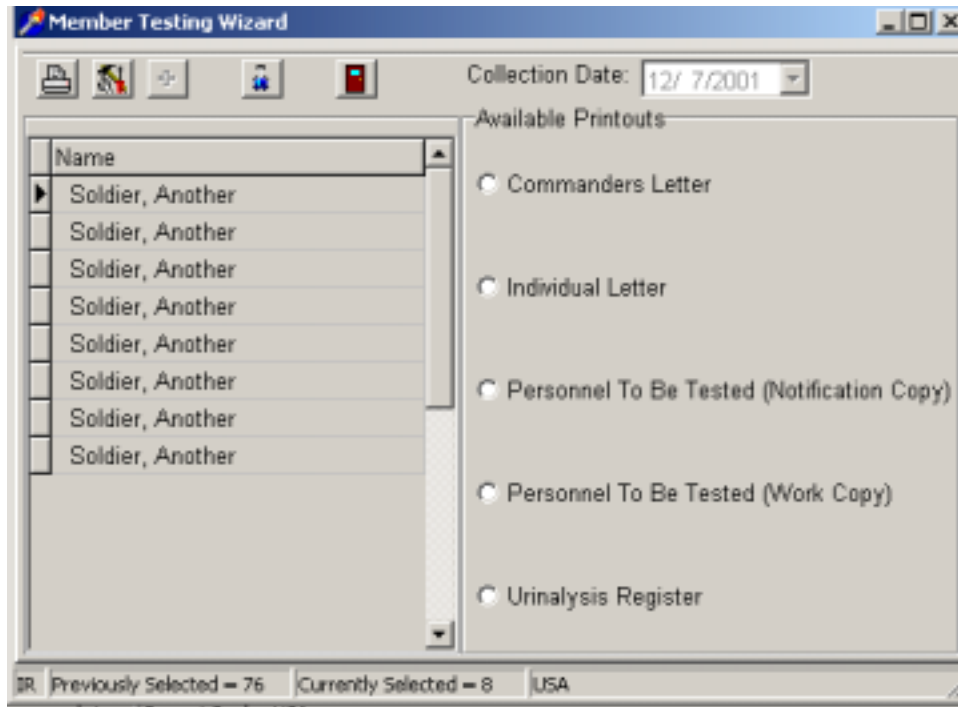 Member Testing Wizard
Collection Date: 12/ 7/2001
Available Printouts
Name
Soldier, Another
Soldier, Another
Soldier, Another
Soldier, Another
Soldier, Another
Soldier, Another
Soldier, Another
Soldier, Another
Commanders Letter
Individual Letter
Personnel To Be Tested (Notification Copy)
Personnel To Be Tested (Work Copy)
Urinalysis Register
IR Previously Selected = 76 Currently Selected = 8 USA